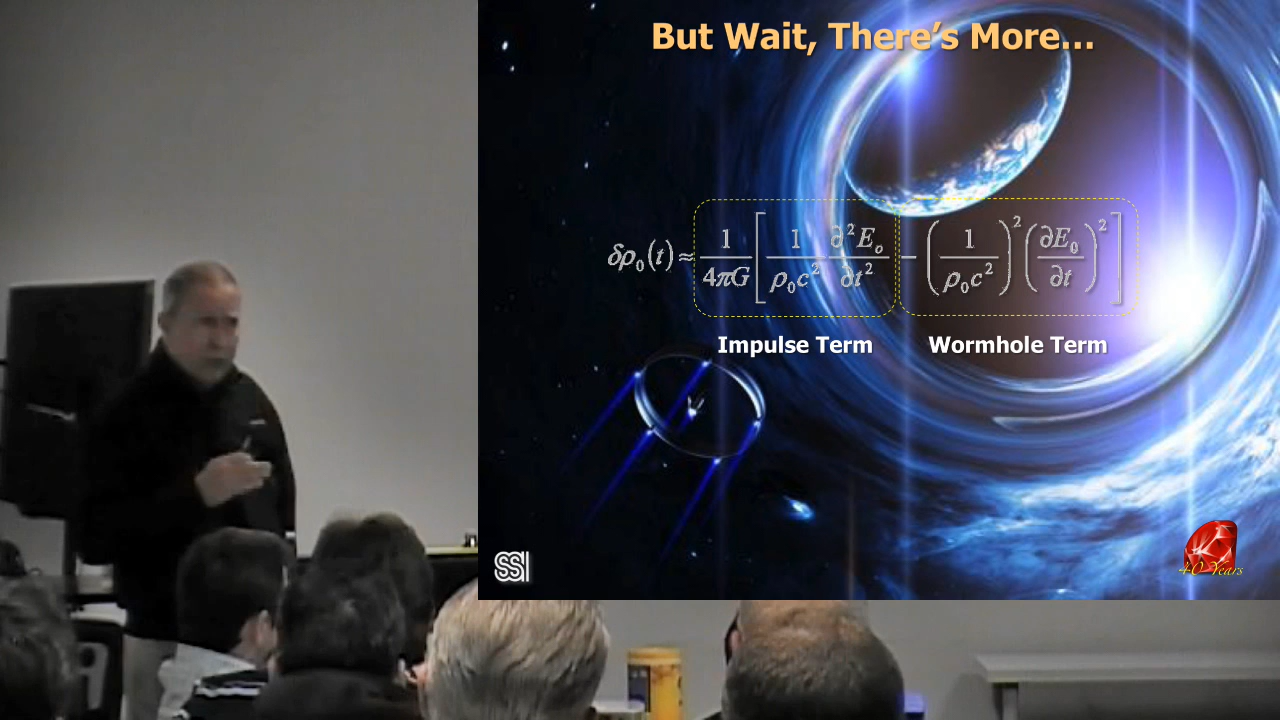 But Wait, There's More...
δρ₀(t) ≈ 1/4πG [ 1/ρ₀c² ∂²Eₒ/∂t² − (1/ρ₀c²)² (∂E₀/∂t)² ]
Impulse Term Wormhole Term
SSI
40 Years